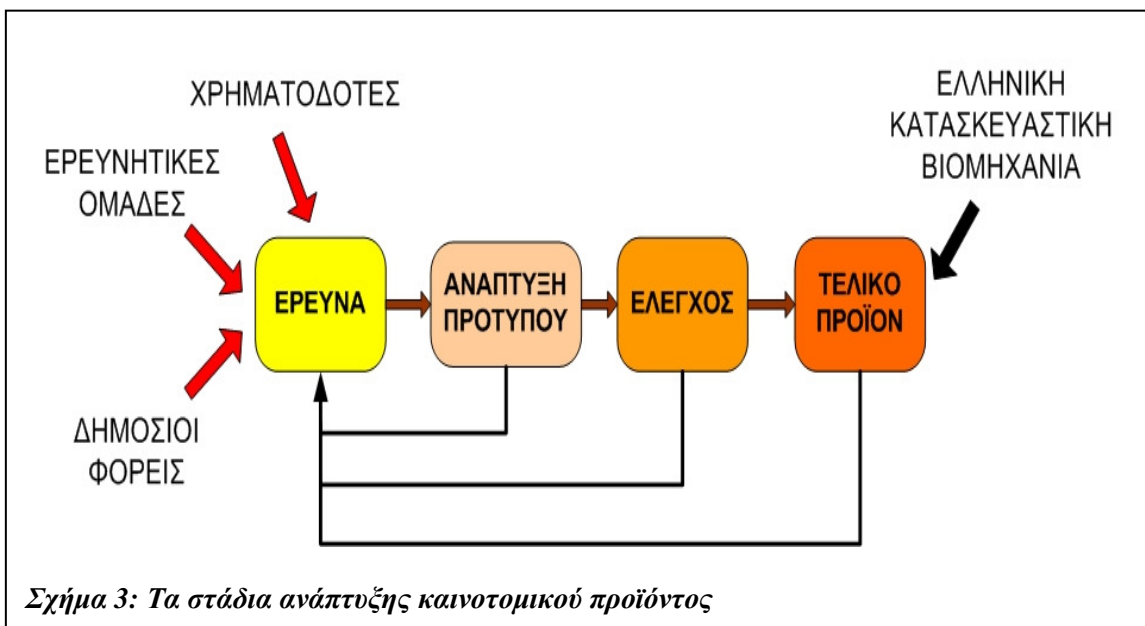 ΧΡΗΜΑΤΟΔΟΤΕΣ
ΕΡΕΥΝΗΤΙΚΕΣ
ΟΜΑΔΕΣ
ΔΗΜΟΣΙΟΙ
ΦΟΡΕΙΣ
ΕΛΛΗΝΙΚΗ
ΚΑΤΑΣΚΕΥΑΣΤΙΚΗ
ΒΙΟΜΗΧΑΝΙΑ
ΕΡΕΥΝΑ
ΑΝΑΠΤΥΞΗ
ΠΡΟΤΥΠΟΥ
ΕΛΕΓΧΟΣ
ΤΕΛΙΚΟ
ΠΡΟΪΟΝ
Σχήμα 3: Τα στάδια ανάπτυξης καινοτομικού προϊόντος